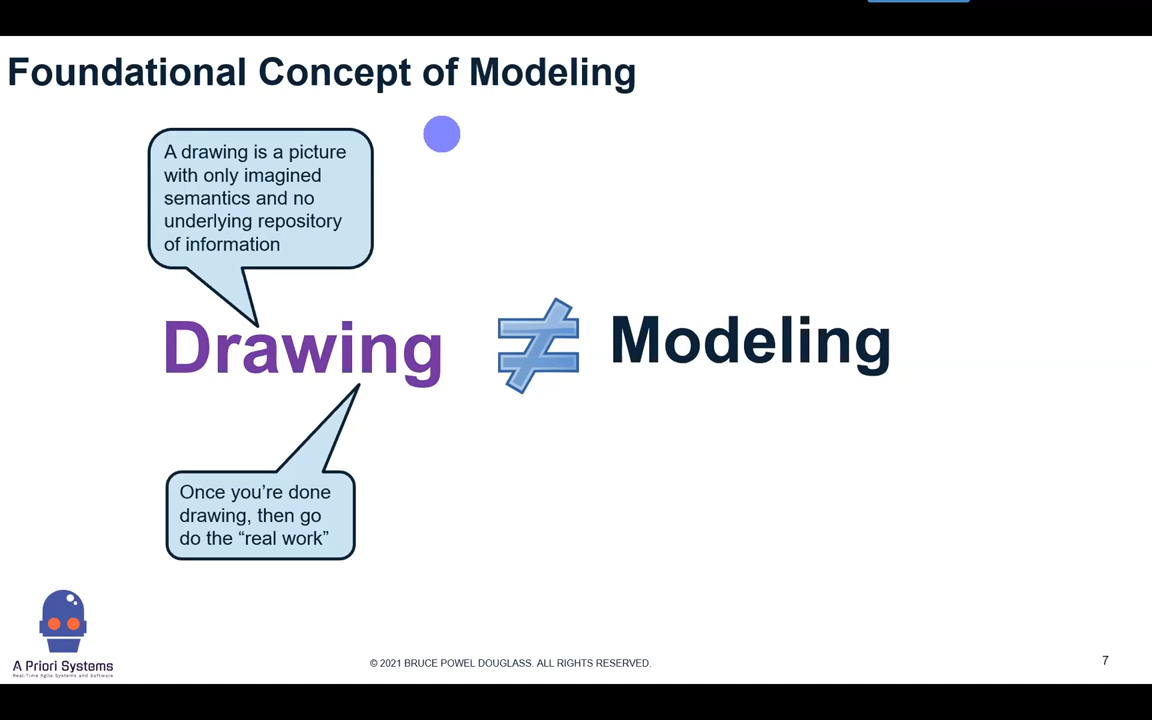 Foundational Concept of Modeling
A drawing is a picture
with only imagined
semantics and no
underlying repository
of information
Drawing
≠
Modeling
Once you’re done
drawing, then go
do the “real work”
A Priori Systems
Real-Time Agile Systems and Software
© 2021 BRUCE POWEL DOUGLASS. ALL RIGHTS RESERVED.
7